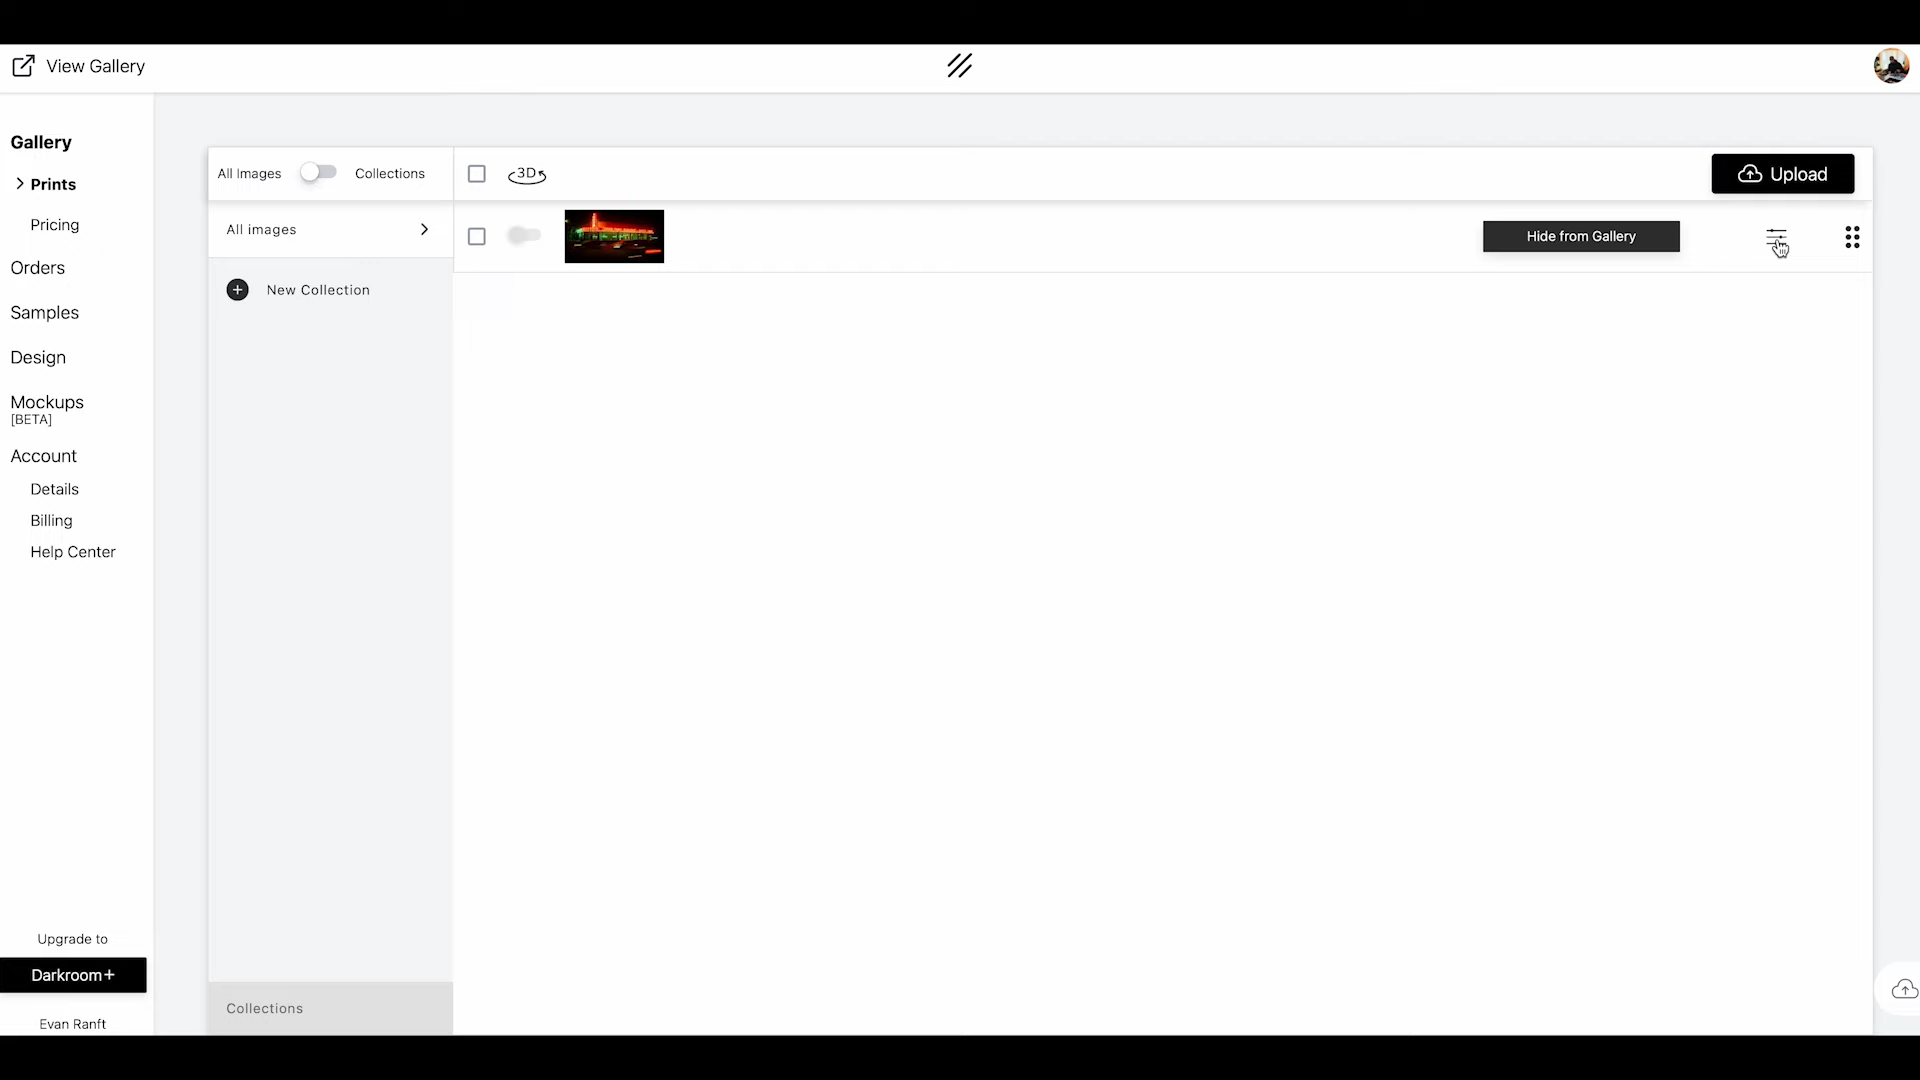 View Gallery
Gallery
Prints
Pricing
Orders
Samples
Design
Mockups
[BETA]
Account
Details
Billing
Help Center
Upgrade to
Darkroom+
Evan Ranft
All Images
Collections
3D
Upload
All images
Hide from Gallery
New Collection
Collections